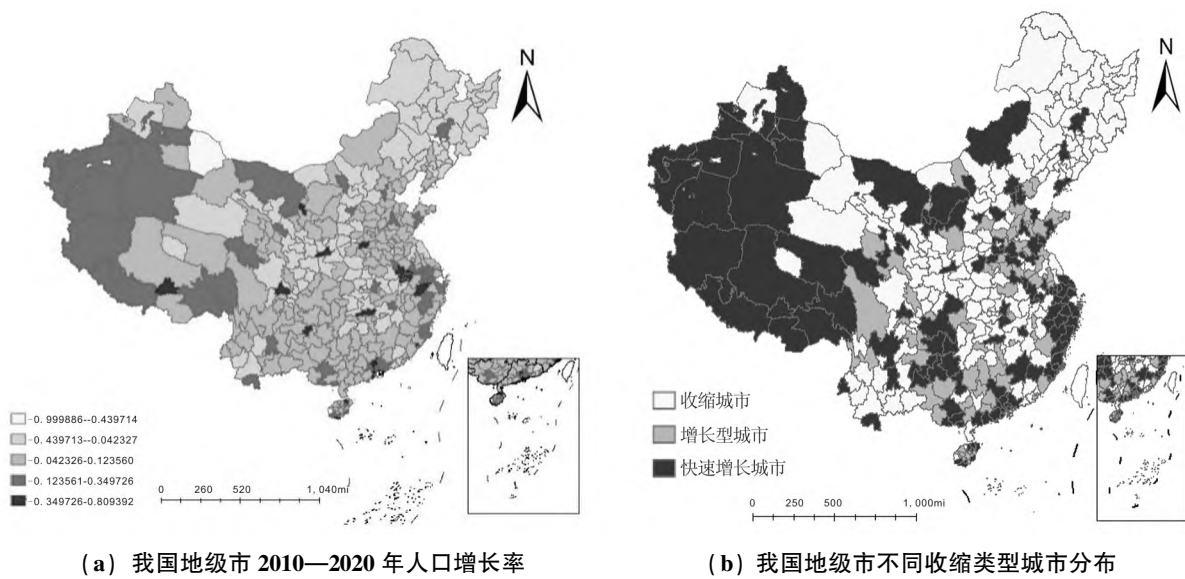 N
-0.999886--0.439714
-0.439713--0.042327
-0.042326-0.123560
-0.123561-0.349726
-0.349726-0.809392
0 260 520 1,040mi
(a) 我国地级市 2010—2020 年人口增长率
N
收缩城市
增长型城市
快速增长城市
0 250 500 1,000mi
(b) 我国地级市不同收缩类型城市分布